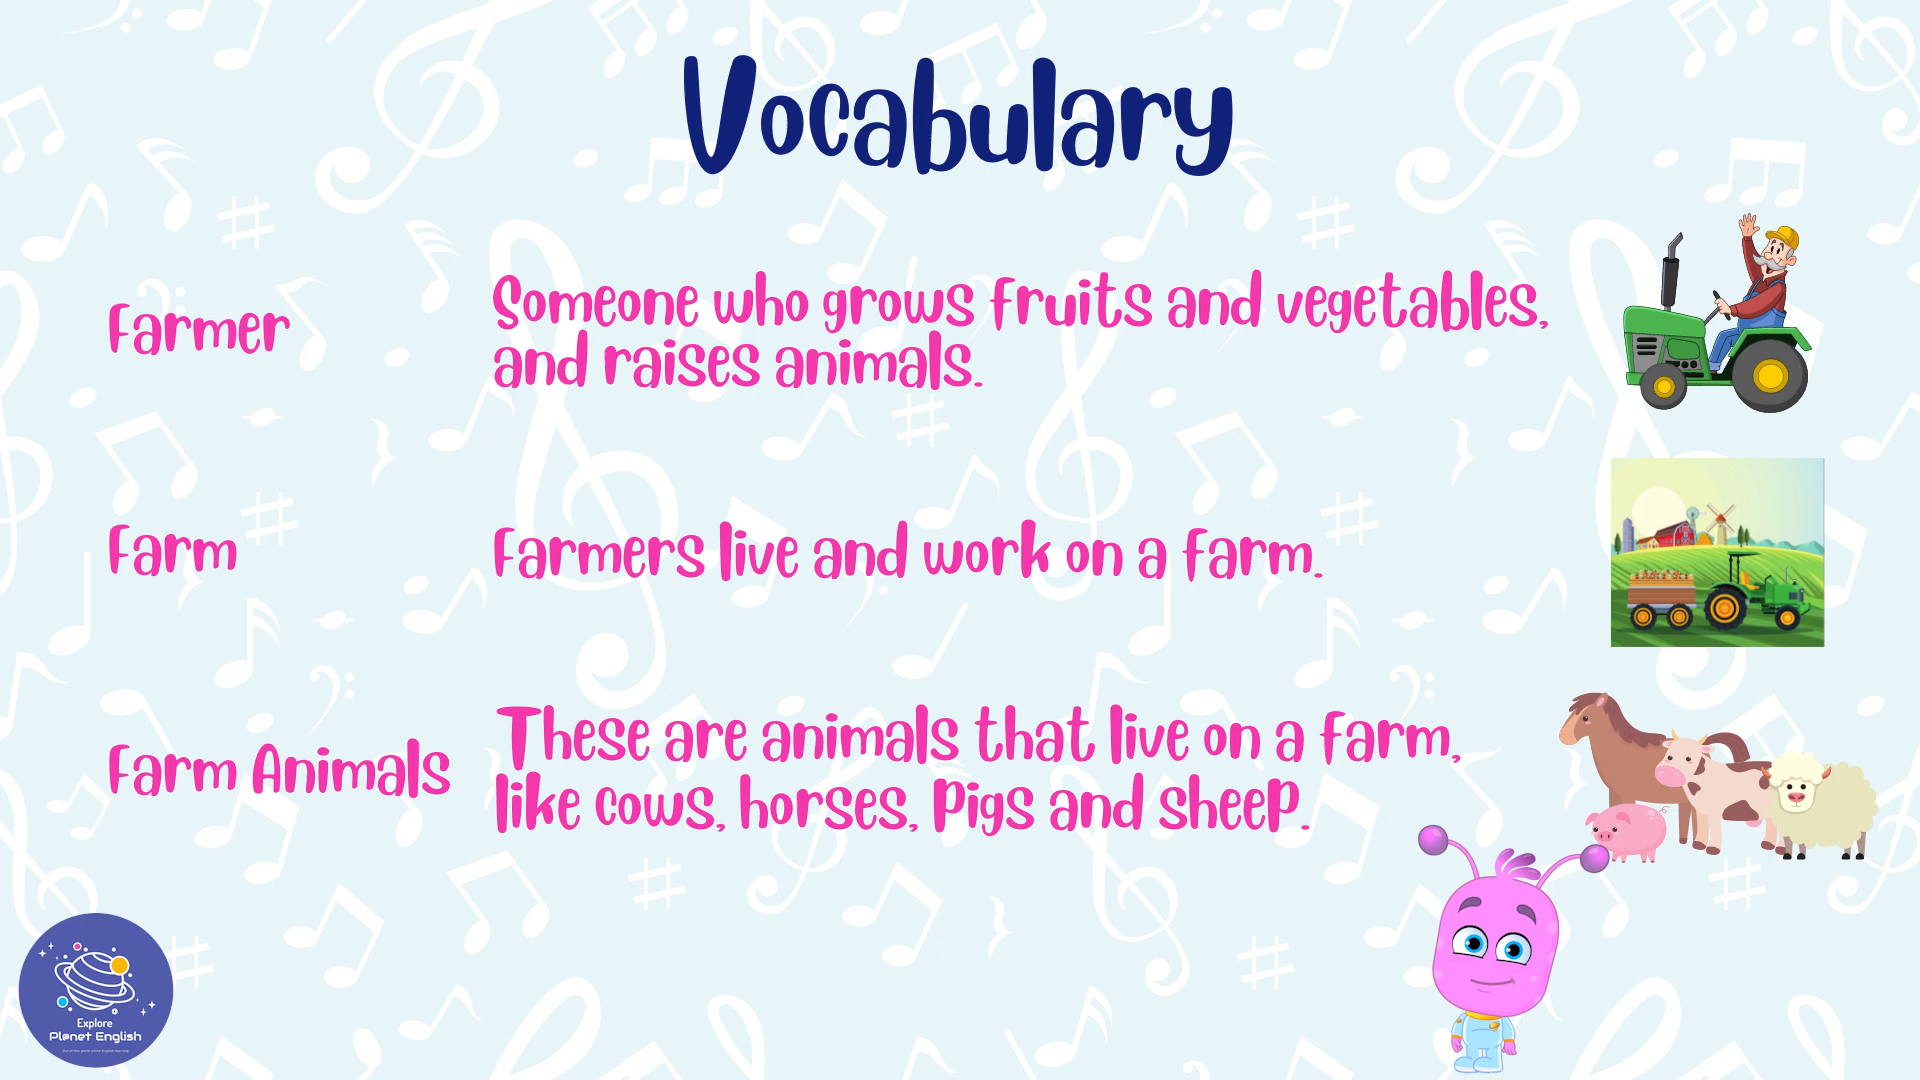 Vocabulary
Farmer
Someone who grows fruits and vegetables,
and raises animals.
Farm
Farmers live and work on a farm.
Farm Animals
These are animals that live on a farm,
like cows, horses, pigs and sheep.
Explore
Planet English